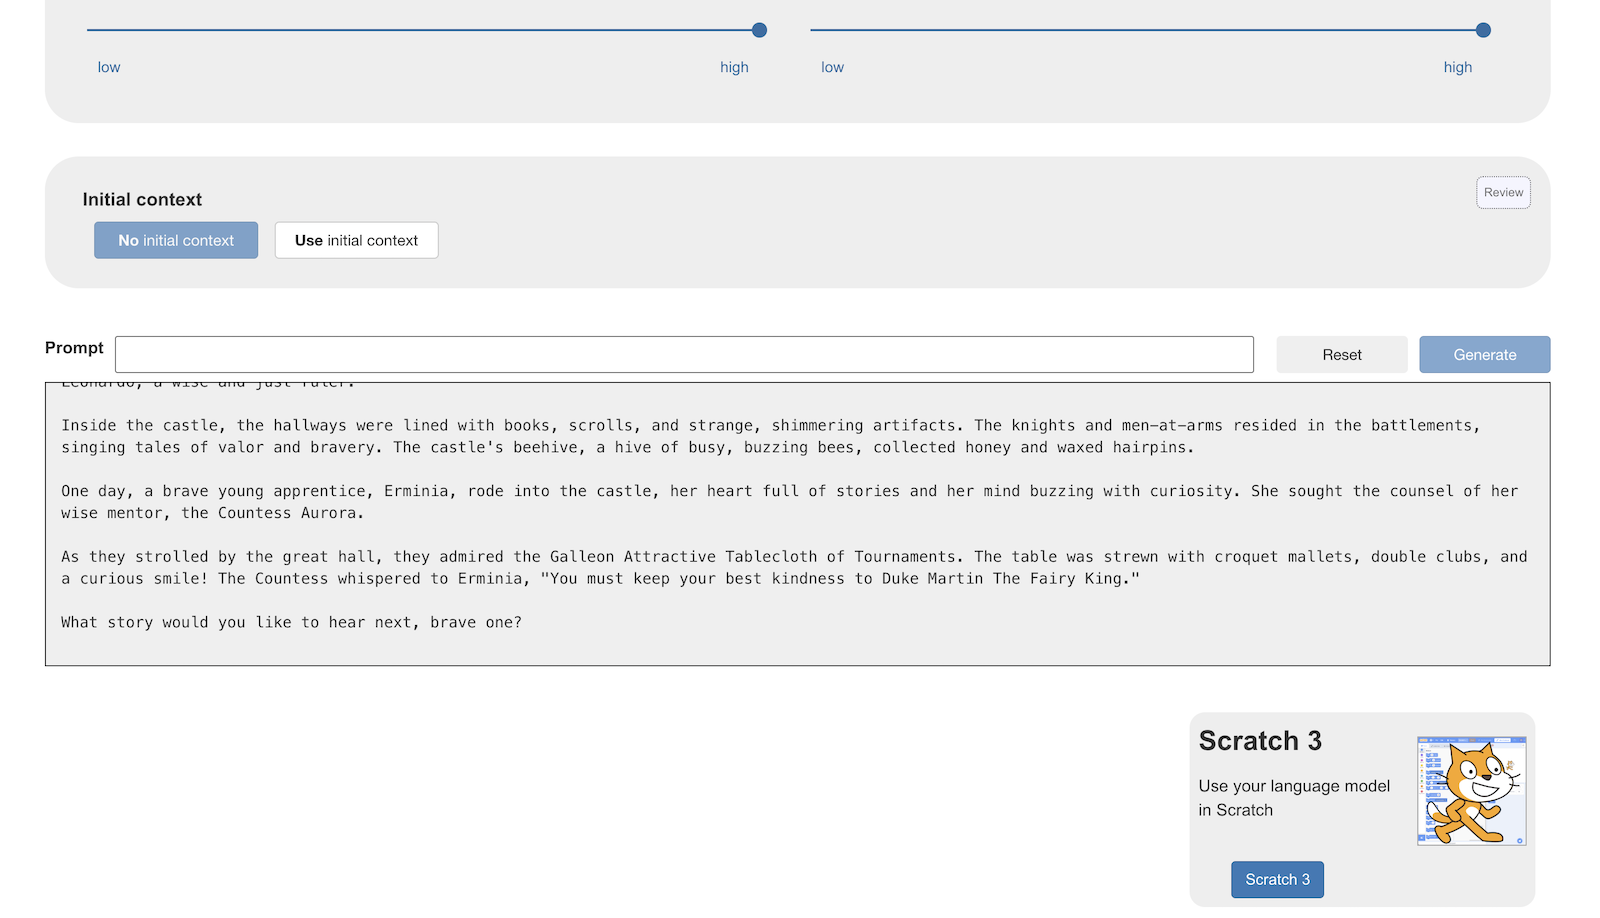 low high low high
Initial context
Review
No initial context Use initial context
Prompt
Reset Generate
Leonardo, a wise and just ruler.
Inside the castle, the hallways were lined with books, scrolls, and strange, shimmering artifacts. The knights and men-at-arms resided in the battlements,
singing tales of valor and bravery. The castle's beehive, a hive of busy, buzzing bees, collected honey and waxed hairpins.
One day, a brave young apprentice, Erminia, rode into the castle, her heart full of stories and her mind buzzing with curiosity. She sought the counsel of her
wise mentor, the Countess Aurora.
As they strolled by the great hall, they admired the Galleon Attractive Tablecloth of Tournaments. The table was strewn with croquet mallets, double clubs, and
a curious smile! The Countess whispered to Erminia, "You must keep your best kindness to Duke Martin The Fairy King."
What story would you like to hear next, brave one?
Scratch 3
Use your language model
in Scratch
Scratch 3